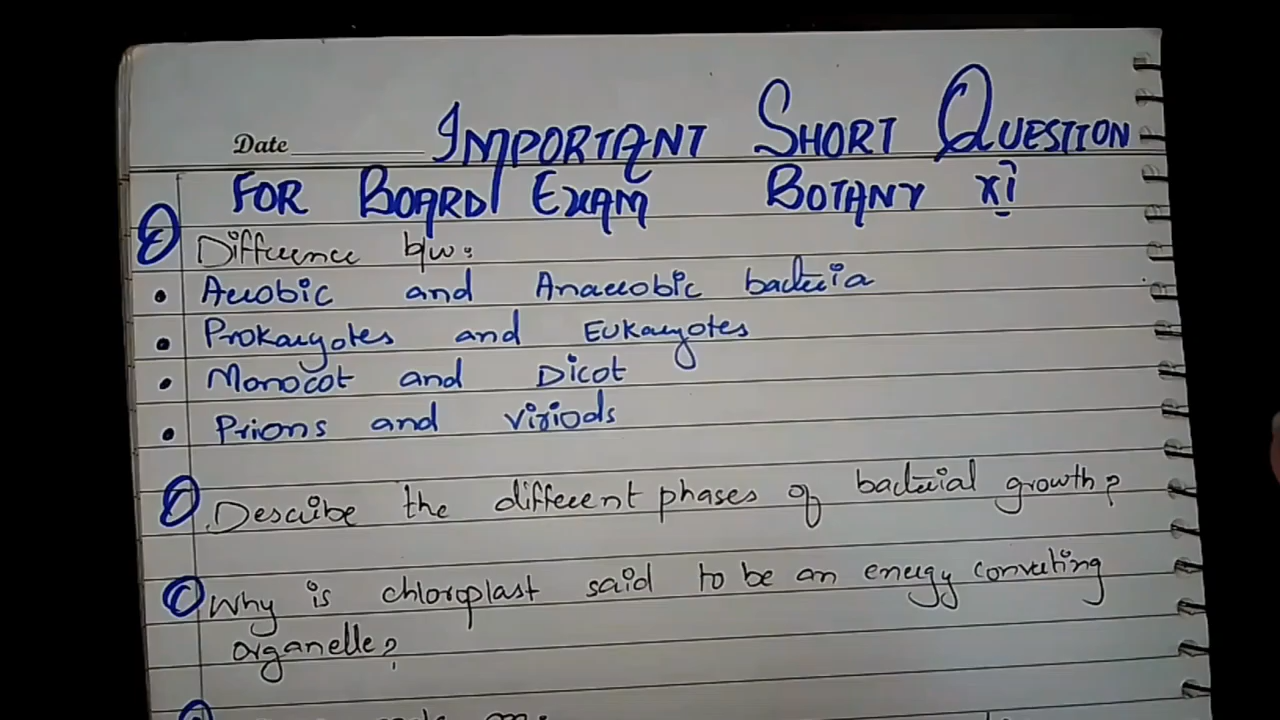 Date IMPORTANT SHORT QUESTION
FOR BOARD EXAM BOTANY XI
Difference b/w:
• Aerobic and Anaerobic bacteria
• Prokaryotes and Eukaryotes
• Monocot and Dicot
• Prions and viriods
Describe the different phases of bacterial growth?
Why is chloroplast said to be an energy converting
organelle?